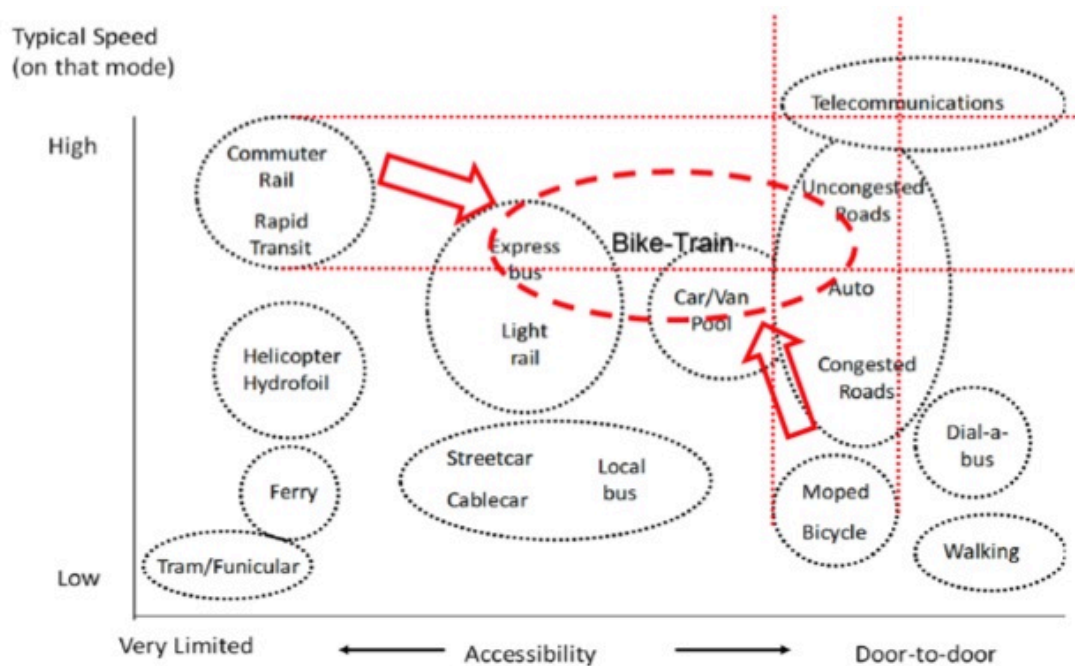 Typical Speed
(on that mode)
High
Low
Telecommunications
Commuter
Rail
Rapid
Transit
Uncongested
Roads
Express
bus
Bike-Train
Car/Van
Pool
Auto
Light
rail
Helicopter
Hydrofoil
Congested
Roads
Dial-a-
bus
Streetcar
Cablecar
Local
bus
Ferry
Moped
Bicycle
Tram/Funicular
Walking
Very Limited
Accessibility
Door-to-door